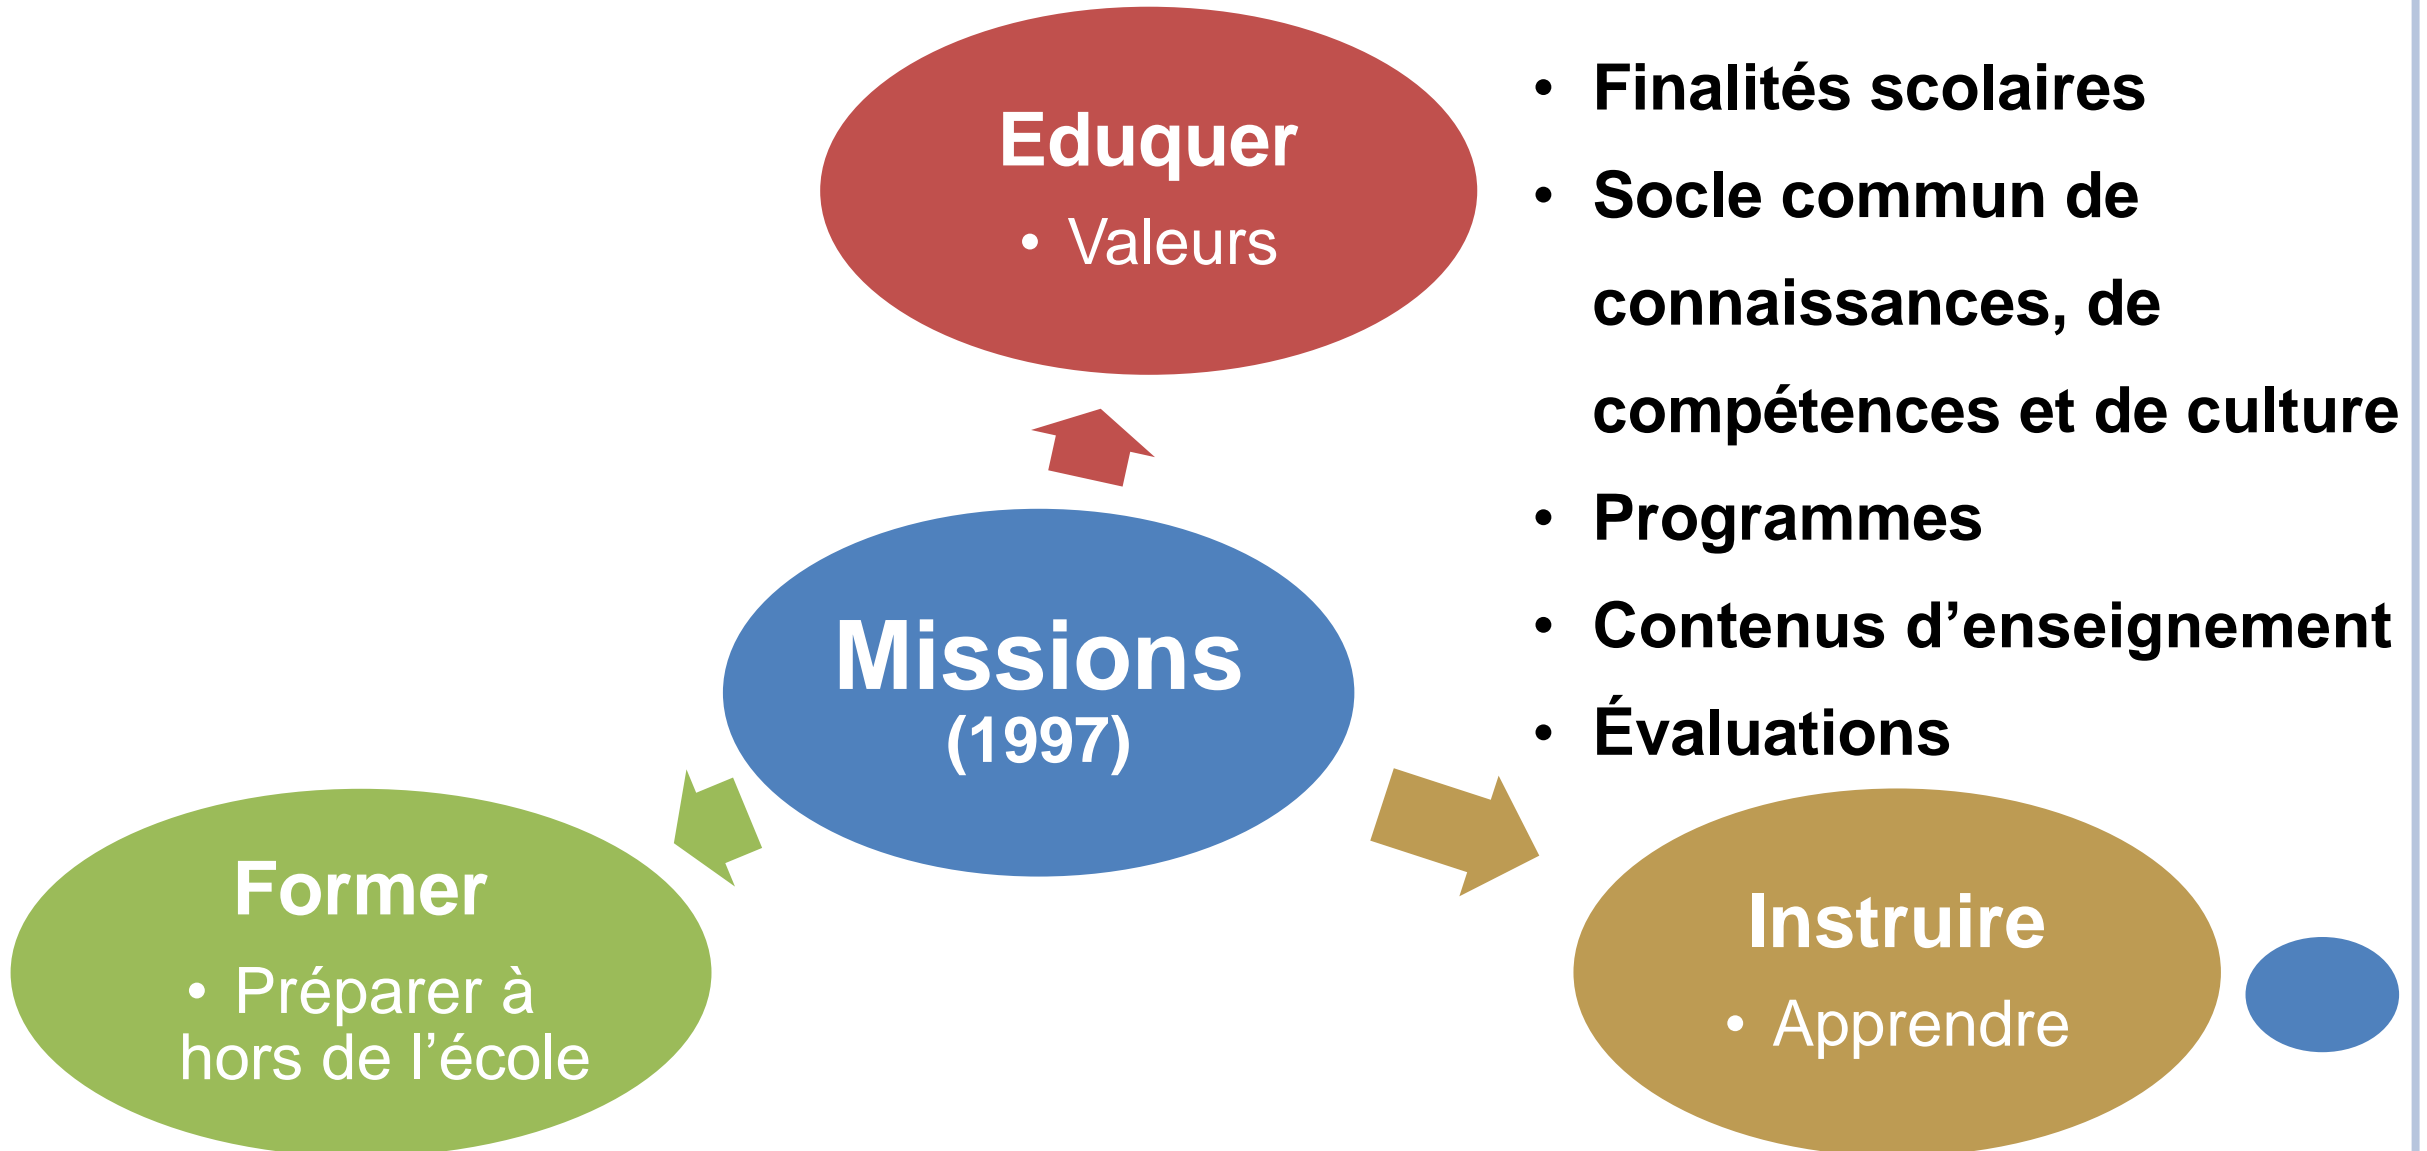 Eduquer
• Valeurs
• Finalités scolaires
• Socle commun de
connaissances, de
compétences et de culture
• Programmes
• Contenus d’enseignement
• Évaluations
Missions
(1997)
Former
• Préparer à
hors de l’école
Instruire
• Apprendre